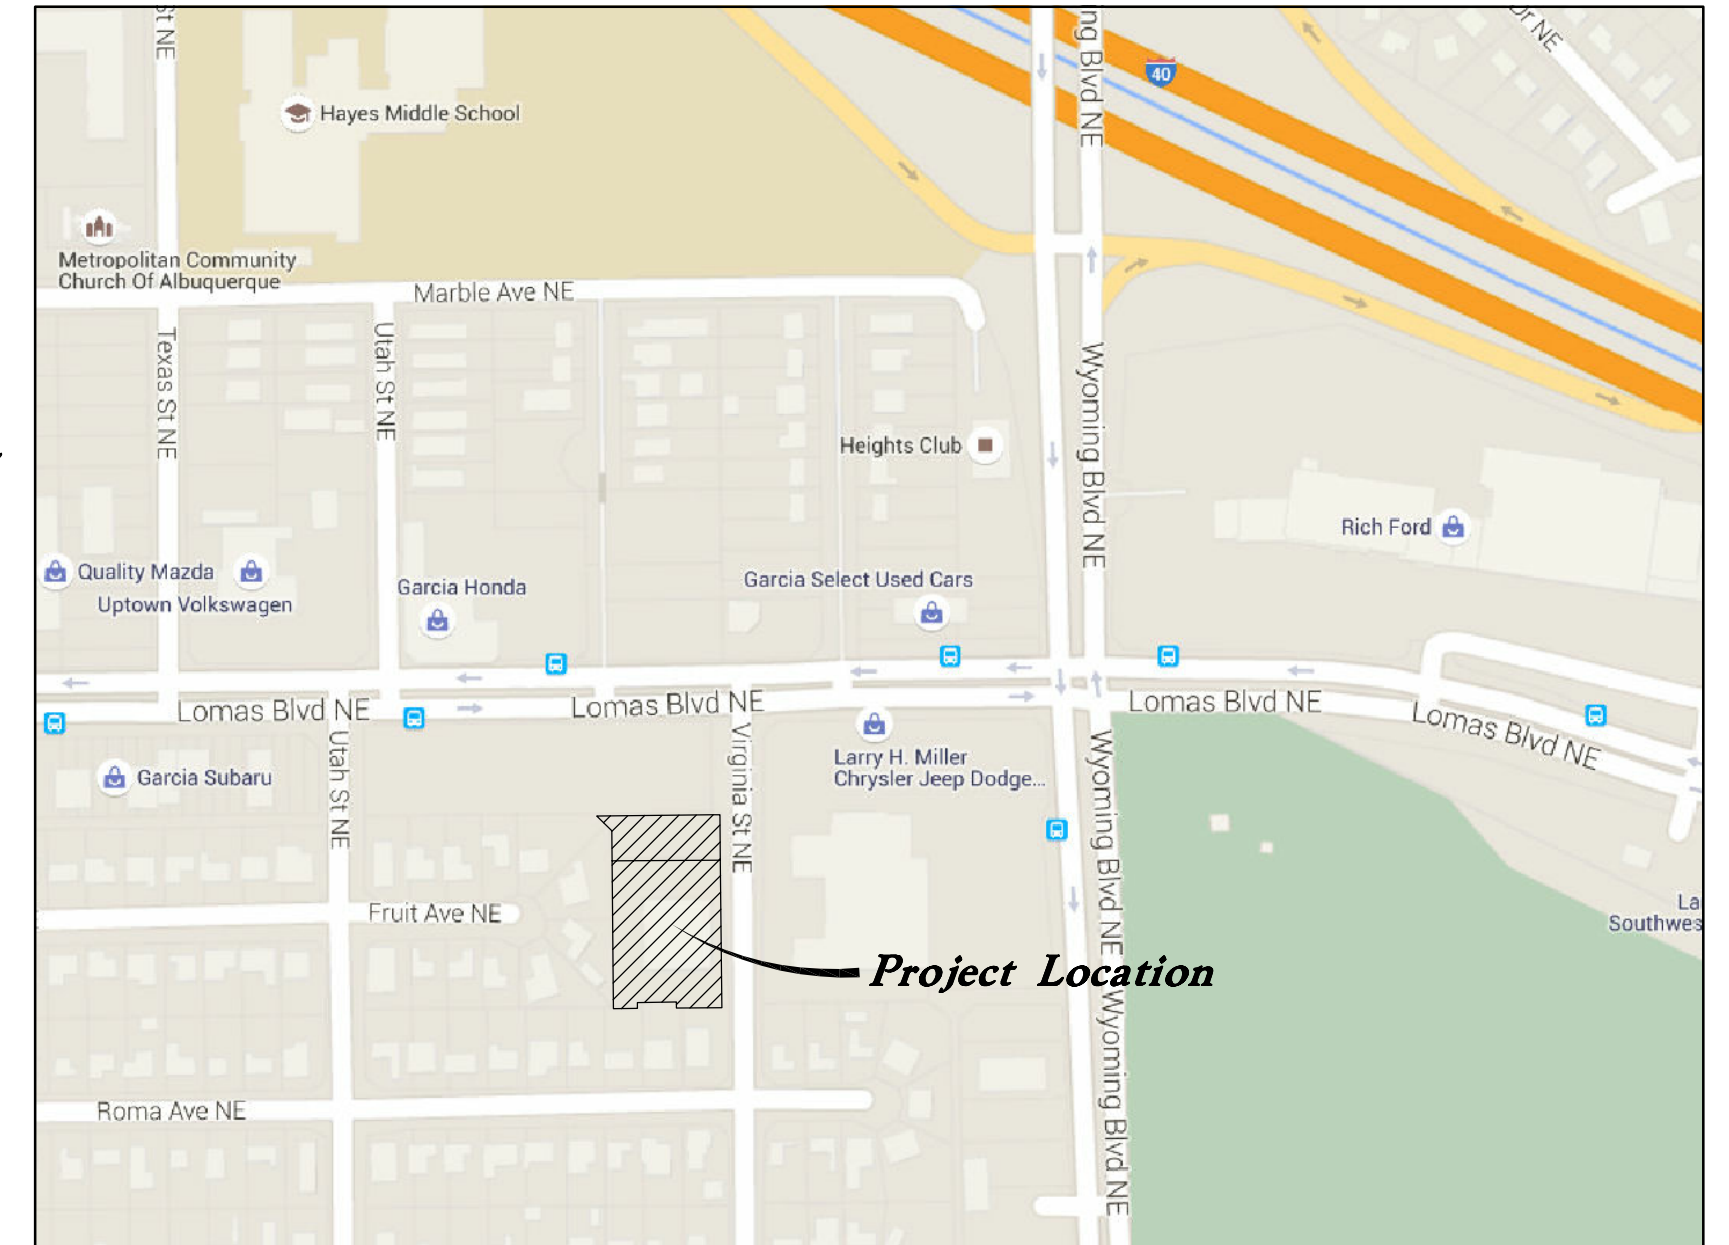 St NE
ng Blvd NE
40
Dr NE
Hayes Middle School
Metropolitan Community
Church Of Albuquerque
Marble Ave NE
Texas St NE
Utah St NE
Wyoming Blvd NE
Heights Club
Rich Ford
Quality Mazda
Uptown Volkswagen
Garcia Honda
Garcia Select Used Cars
Lomas Blvd NE
Lomas Blvd NE
Lomas Blvd NE
Lomas Blvd NE
Garcia Subaru
Utah St NE
Virginia St NE
Larry H. Miller
Chrysler Jeep Dodge...
Wyoming Blvd NE
Fruit Ave NE
La
Southwes
Project Location
Wyoming Blvd NE
Roma Ave NE